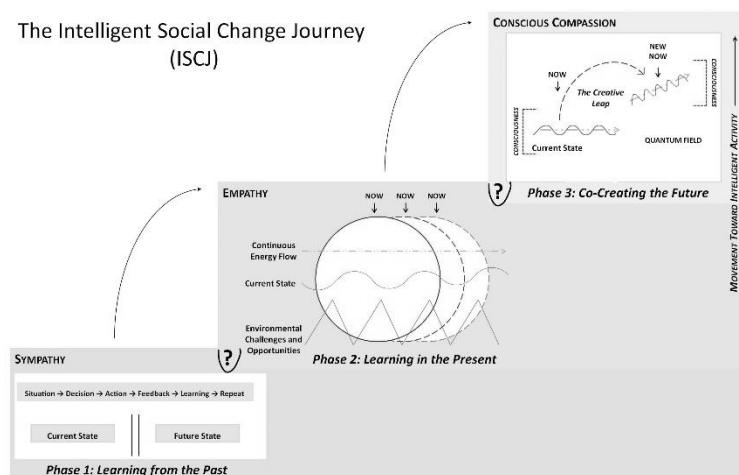 The Intelligent Social Change Journey
(ISCJ)
CONSCIOUS COMPASSION
NOW
NEW
NOW
The Creative
Leap
CONSCIOUSNESS
CONSCIOUSNESS
Current State
QUANTUM FIELD
?
Phase 3: Co-Creating the Future
MOVEMENT TOWARD INTELLIGENT ACTIVITY
EMPATHY
NOW NOW NOW
Continuous
Energy Flow
Current State
Environmental
Challenges and
Opportunities
?
Phase 2: Learning in the Present
SYMPATHY
Situation → Decision → Action → Feedback → Learning → Repeat
Current State
Future State
Phase 1: Learning from the Past